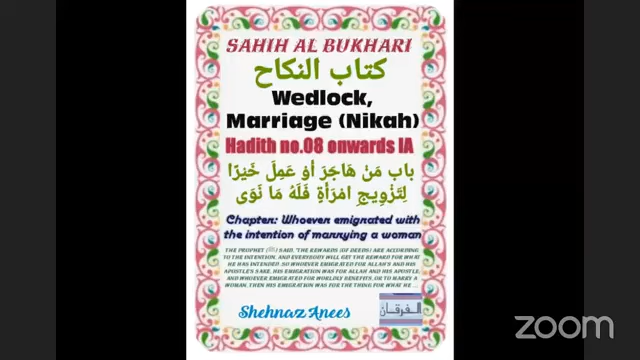 SAHIH AL BUKHARI
كتاب النكاح
Wedlock,
Marriage (Nikah)
Hadith no.08 onwards IA
باب مَنْ هَاجَرَ أَوْ عَمِلَ خَيْرًا
لِتَزْوِيجِ امْرَأَةٍ فَلَهُ مَا نَوَى
Chapter: Whoever emigrated with
the intention of marrying a woman
THE PROPHET (ﷺ) SAID, "THE REWARDS (OF DEEDS) ARE ACCORDING
TO THE INTENTION, AND EVERYBODY WILL GET THE REWARD FOR WHAT
HE HAS INTENDED. SO WHOEVER EMIGRATED FOR ALLAH'S AND HIS
APOSTLE'S SAKE, HIS EMIGRATION WAS FOR ALLAH AND HIS APOSTLE;
AND WHOEVER EMIGRATED FOR WORLDLY BENEFITS, OR TO MARRY A
WOMAN, THEN HIS EMIGRATION WAS FOR THE THING FOR WHAT HE ...
Shehnaz Anees
الفرقان
zoom